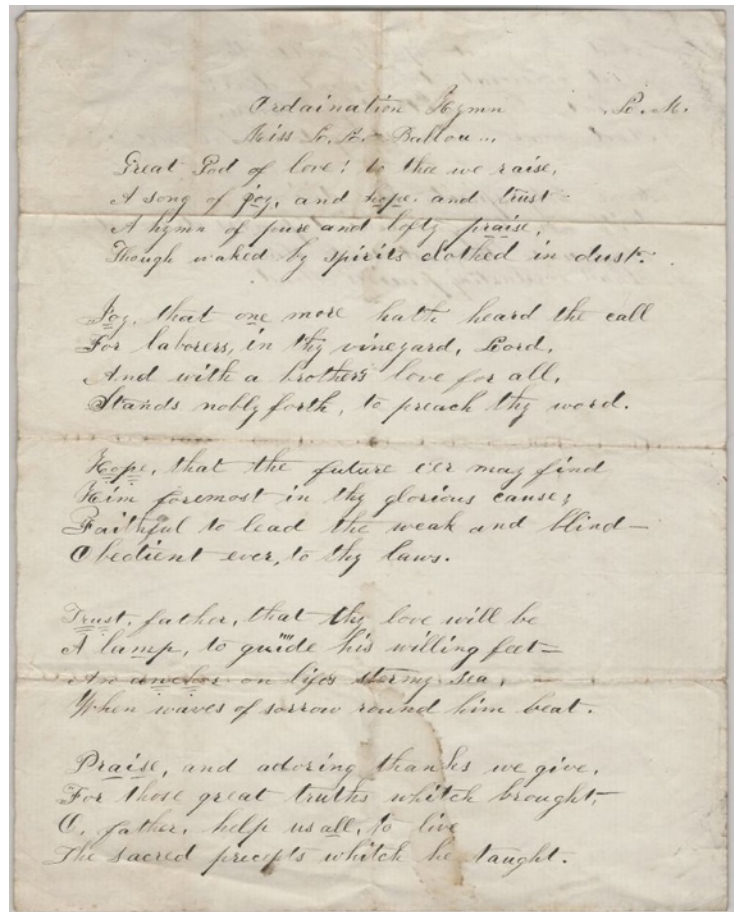 Ordaination Hymn L. M.
Miss L. H. Ballou...
Great God of love! to thee we raise,
A song of joy, and hope, and trust
A hymn of pure and lofty praise,
Though waked by spirits clothed in dust.
Joy, that one more hath heard the call
For laborers, in thy vineyard, Lord,
And with a brother's love for all,
Stands nobly forth, to preach thy word.
Hope, that the future e'er may find
Him foremost in thy glorious cause;
Faithful to lead the weak and blind—
Obedient ever, to thy laws.
Trust, father, that thy love will be
A lamp, to guide his willing feet—
An anchor on life's stormy sea,
When waves of sorrow round him beat.
Praise, and adoring thanks we give,
For those great truths whitch brought,
O, father, help us all, to live
The sacred precepts whitch he taught.